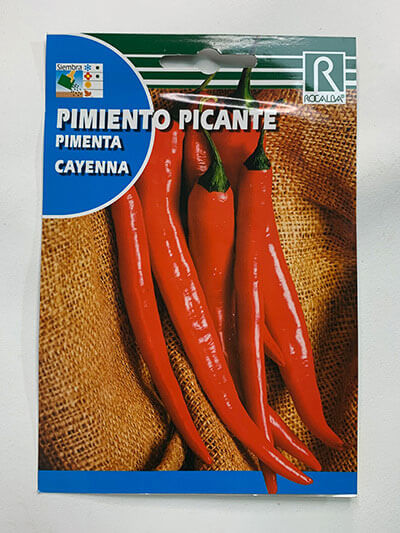 Siembra
R
ROCALBA
PIMIENTO PICANTE
PIMENTA
CAYENNA